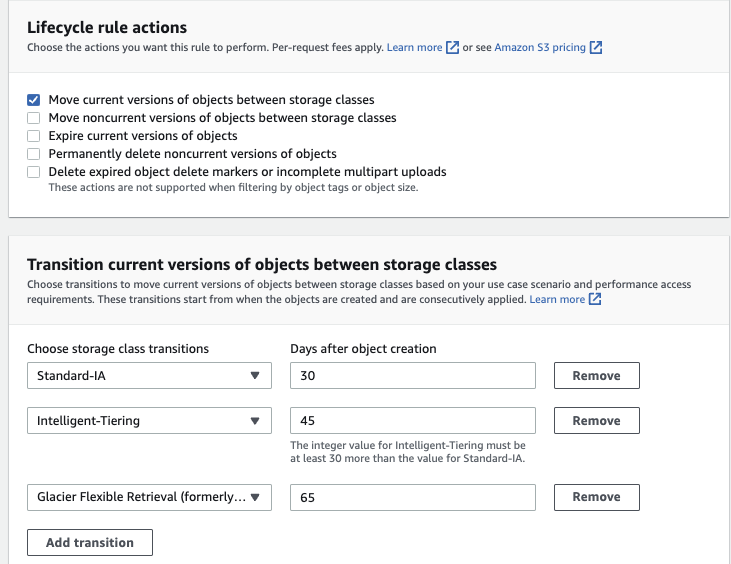 Lifecycle rule actions
Choose the actions you want this rule to perform. Per-request fees apply. Learn more or see Amazon S3 pricing
Move current versions of objects between storage classes
Move noncurrent versions of objects between storage classes
Expire current versions of objects
Permanently delete noncurrent versions of objects
Delete expired object delete markers or incomplete multipart uploads
These actions are not supported when filtering by object tags or object size.
Transition current versions of objects between storage classes
Choose transitions to move current versions of objects between storage classes based on your use case scenario and performance access
requirements. These transitions start from when the objects are created and are consecutively applied. Learn more
Choose storage class transitions Days after object creation
Standard-IA 30 Remove
Intelligent-Tiering 45 Remove
The integer value for Intelligent-Tiering must be
at least 30 more than the value for Standard-IA.
Glacier Flexible Retrieval (formerly... 65 Remove
Add transition